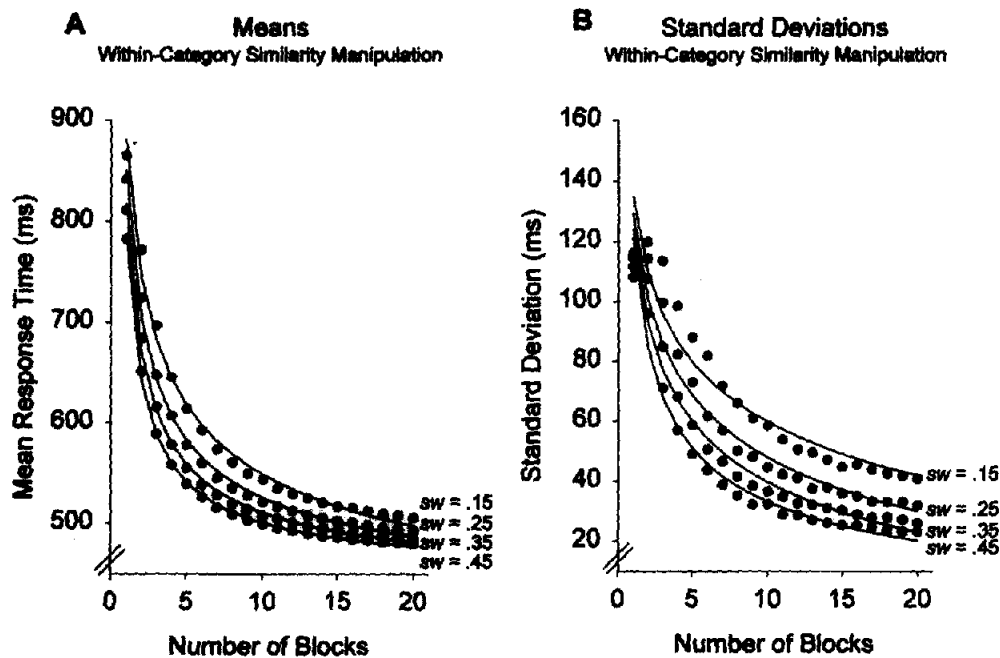 A
Means
Within-Category Similarity Manipulation
Mean Response Time (ms)
900
800
700
600
500
sw = .15
sw = .25
sw = .35
sw = .45
0 5 10 15 20
Number of Blocks
B
Standard Deviations
Within-Category Similarity Manipulation
Standard Deviation (ms)
160
140
120
100
80
60
40
20
sw = .15
sw = .25
sw = .35
sw = .45
0 5 10 15 20
Number of Blocks